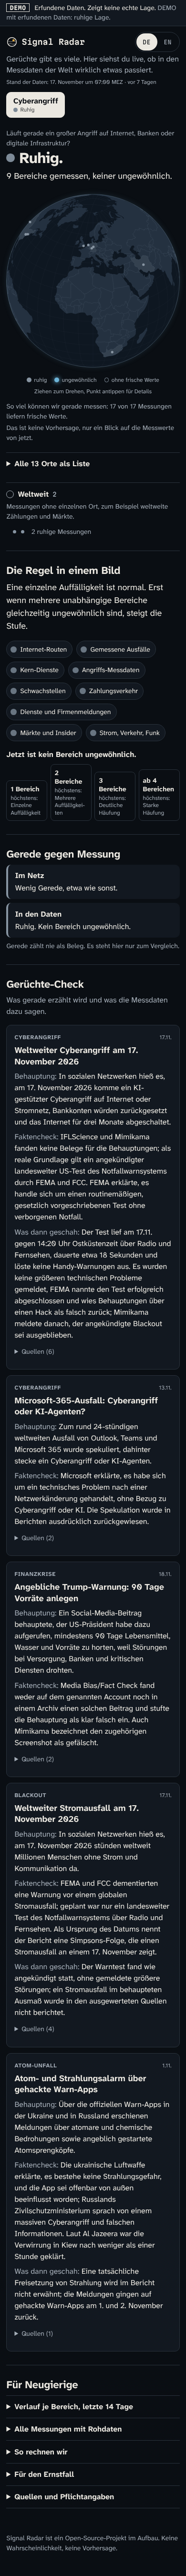 DEMO Erfundene Daten. Zeigt keine echte Lage. DEMO
mit erfundenen Daten: ruhige Lage.
Signal Radar
DE EN
Gerüchte gibt es viele. Hier siehst du live, ob in den
Messdaten der Welt wirklich etwas passiert.
Stand der Daten: 17. November um 07:00 MEZ · vor 7 Tagen
Cyberangriff
Ruhig
Läuft gerade ein großer Angriff auf Internet, Banken oder
digitale Infrastruktur?
Ruhig.
9 Bereiche gemessen, keiner ungewöhnlich.
ruhig ungewöhnlich ohne frische Werte
Ziehen zum Drehen, Punkt antippen für Details
So viel können wir gerade messen: 17 von 17 Messungen
liefern frische Werte.
Das ist keine Vorhersage, nur ein Blick auf die Messwerte
von jetzt.
Alle 13 Orte als Liste
Weltweit 2
Messungen ohne einzelnen Ort, zum Beispiel weltweite
Zählungen und Märkte.
2 ruhige Messungen
Die Regel in einem Bild
Eine einzelne Auffälligkeit ist normal. Erst
wenn mehrere unabhängige Bereiche
gleichzeitig ungewöhnlich sind, steigt die
Stufe.
Internet-Routen Gemessene Ausfälle
Kern-Dienste Angriffs-Messdaten
Schwachstellen Zahlungsverkehr
Dienste und Firmenmeldungen
Märkte und Insider Strom, Verkehr, Funk
Jetzt ist kein Bereich ungewöhnlich.
1 Bereich
höchstens:
Einzelne
Auffälligkeit
2
Bereiche
höchstens:
Mehrere
Auffälligkei-
ten
3
Bereiche
höchstens:
Deutliche
Häufung
ab 4
Bereichen
höchstens:
Starke
Häufung
Gerede gegen Messung
Im Netz
Wenig Gerede, etwa wie sonst.
In den Daten
Ruhig. Kein Bereich ungewöhnlich.
Gerede zählt nie als Beleg. Es steht hier nur zum Vergleich.
Gerüchte-Check
Was gerade erzählt wird und was die Messdaten
dazu sagen.
CYBERANGRIFF 17.11.
Weltweiter Cyberangriff am 17.
November 2026
Behauptung: In sozialen Netzwerken hieß es,
am 17. November 2026 komme ein KI-
gestützter Cyberangriff auf Internet oder
Stromnetz, Bankkonten würden zurückgesetzt
und das Internet für drei Monate abgeschaltet.
Faktencheck: IFLScience und Mimikama
fanden keine Belege für die Behauptungen; als
reale Grundlage gilt ein angekündigter
landesweiter US-Test des Notfallwarnsystems
durch FEMA und FCC. FEMA erklärte, es
handle sich um einen routinemäßigen,
gesetzlich vorgeschriebenen Test ohne
verborgenen Notfall.
Was dann geschah: Der Test lief am 17.11.
gegen 14:20 Uhr Ostküstenzeit über Radio und
Fernsehen, dauerte etwa 18 Sekunden und
löste keine Handy-Warnungen aus. Es wurden
keine größeren technischen Probleme
gemeldet, FEMA nannte den Test erfolgreich
abgeschlossen und wies Behauptungen über
einen Hack als falsch zurück; Mimikama
meldete danach, der angekündigte Blackout
sei ausgeblieben.
Quellen (6)
CYBERANGRIFF 13.11.
Microsoft-365-Ausfall: Cyberangriff
oder KI-Agenten?
Behauptung: Zum rund 24-stündigen
weltweiten Ausfall von Outlook, Teams und
Microsoft 365 wurde spekuliert, dahinter
stecke ein Cyberangriff oder KI-Agenten.
Faktencheck: Microsoft erklärte, es habe sich
um ein technisches Problem nach einer
Netzwerkänderung gehandelt, ohne Bezug zu
Cyberangriff oder KI. Die Spekulation wurde in
Berichten ausdrücklich zurückgewiesen.
Quellen (2)
FINANZKRISE 18.11.
Angebliche Trump-Warnung: 90 Tage
Vorräte anlegen
Behauptung: Ein Social-Media-Beitrag
behauptete, der US-Präsident habe dazu
aufgerufen, mindestens 90 Tage Lebensmittel,
Wasser und Vorräte zu horten, weil Störungen
bei Versorgung, Banken und kritischen
Diensten drohten.
Faktencheck: Media Bias/Fact Check fand
weder auf dem genannten Account noch in
einem Archiv einen solchen Beitrag und stufte
die Behauptung als klar falsch ein. Auch
Mimikama bezeichnet den zugehörigen
Screenshot als gefälscht.
Quellen (2)
BLACKOUT 17.11.
Weltweiter Stromausfall am 17.
November 2026
Behauptung: In sozialen Netzwerken hieß es,
am 17. November 2026 stünden weltweit
Millionen Menschen ohne Strom und
Kommunikation da.
Faktencheck: FEMA und FCC dementierten
eine Warnung vor einem globalen
Stromausfall; geplant war nur ein landesweiter
Test des Notfallwarnsystems über Radio und
Fernsehen. Als Ursprung des Datums nennt
der Bericht eine Simpsons-Folge, die einen
Stromausfall an einem 17. November zeigt.
Was dann geschah: Der Warntest fand wie
angekündigt statt, ohne gemeldete größere
Störungen; ein Stromausfall im behaupteten
Ausmaß wurde in den ausgewerteten Quellen
nicht berichtet.
Quellen (4)
ATOM-UNFALL 1.11.
Atom- und Strahlungsalarm über
gehackte Warn-Apps
Behauptung: Über die offiziellen Warn-Apps in
der Ukraine und in Russland erschienen
Meldungen über atomare und chemische
Bedrohungen sowie angeblich gestartete
Atomsprengköpfe.
Faktencheck: Die ukrainische Luftwaffe
erklärte, es bestehe keine Strahlungsgefahr,
und die App sei offenbar von außen
beeinflusst worden; Russlands
Zivilschutzministerium sprach von einem
massiven Cyberangriff und falschen
Informationen. Laut Al Jazeera war die
Verwirrung in Kiew nach weniger als einer
Stunde geklärt.
Was dann geschah: Eine tatsächliche
Freisetzung von Strahlung wird im Bericht
nicht erwähnt; die Meldungen gingen auf
gehackte Warn-Apps am 1. und 2. November
zurück.
Quellen (1)
Für Neugierige
Verlauf je Bereich, letzte 14 Tage
Alle Messungen mit Rohdaten
So rechnen wir
Für den Ernstfall
Quellen und Pflichtangaben
Signal Radar ist ein Open-Source-Projekt im Aufbau. Keine
Wahrscheinlichkeit, keine Vorhersage.